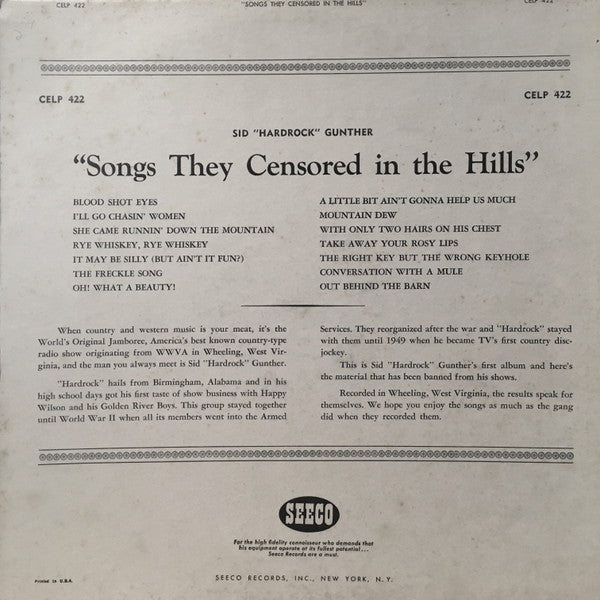 CELP 422 "SONGS THEY CENSORED IN THE HILLS" CELP 422
CELP 422 CELP 422
SID "HARDROCK" GUNTHER
"Songs They Censored in the Hills"
BLOOD SHOT EYES
I'LL GO CHASIN' WOMEN
SHE CAME RUNNIN' DOWN THE MOUNTAIN
RYE WHISKEY, RYE WHISKEY
IT MAY BE SILLY (BUT AIN'T IT FUN?)
THE FRECKLE SONG
OH! WHAT A BEAUTY!
A LITTLE BIT AIN'T GONNA HELP US MUCH
MOUNTAIN DEW
WITH ONLY TWO HAIRS ON HIS CHEST
TAKE AWAY YOUR ROSY LIPS
THE RIGHT KEY BUT THE WRONG KEYHOLE
CONVERSATION WITH A MULE
OUT BEHIND THE BARN
When country and western music is your meat, it's the
World's Original Jamboree, America's best known country-type
radio show originating from WWVA in Wheeling, West Vir-
ginia, and the man you always meet is Sid "Hardrock" Gunther.
"Hardrock" hails from Birmingham, Alabama and in his
high school days got his first taste of show business with Happy
Wilson and his Golden River Boys. This group stayed together
until World War II when all its members went into the Armed
Services. They reorganized after the war and "Hardrock" stayed
with them until 1949 when he became TV's first country disc-
jockey.
This is Sid "Hardrock" Gunther's first album and here's
the material that has been banned from his shows.
Recorded in Wheeling, West Virginia, the results speak for
themselves. We hope you enjoy the songs as much as the gang
did when they recorded them.
SEECO
For the high fidelity connoisseur who demands that
his equipment operate at its fullest potential...
Seeco Records are a must.
Printed in U.S.A.
SEECO RECORDS, INC., NEW YORK, N.Y.